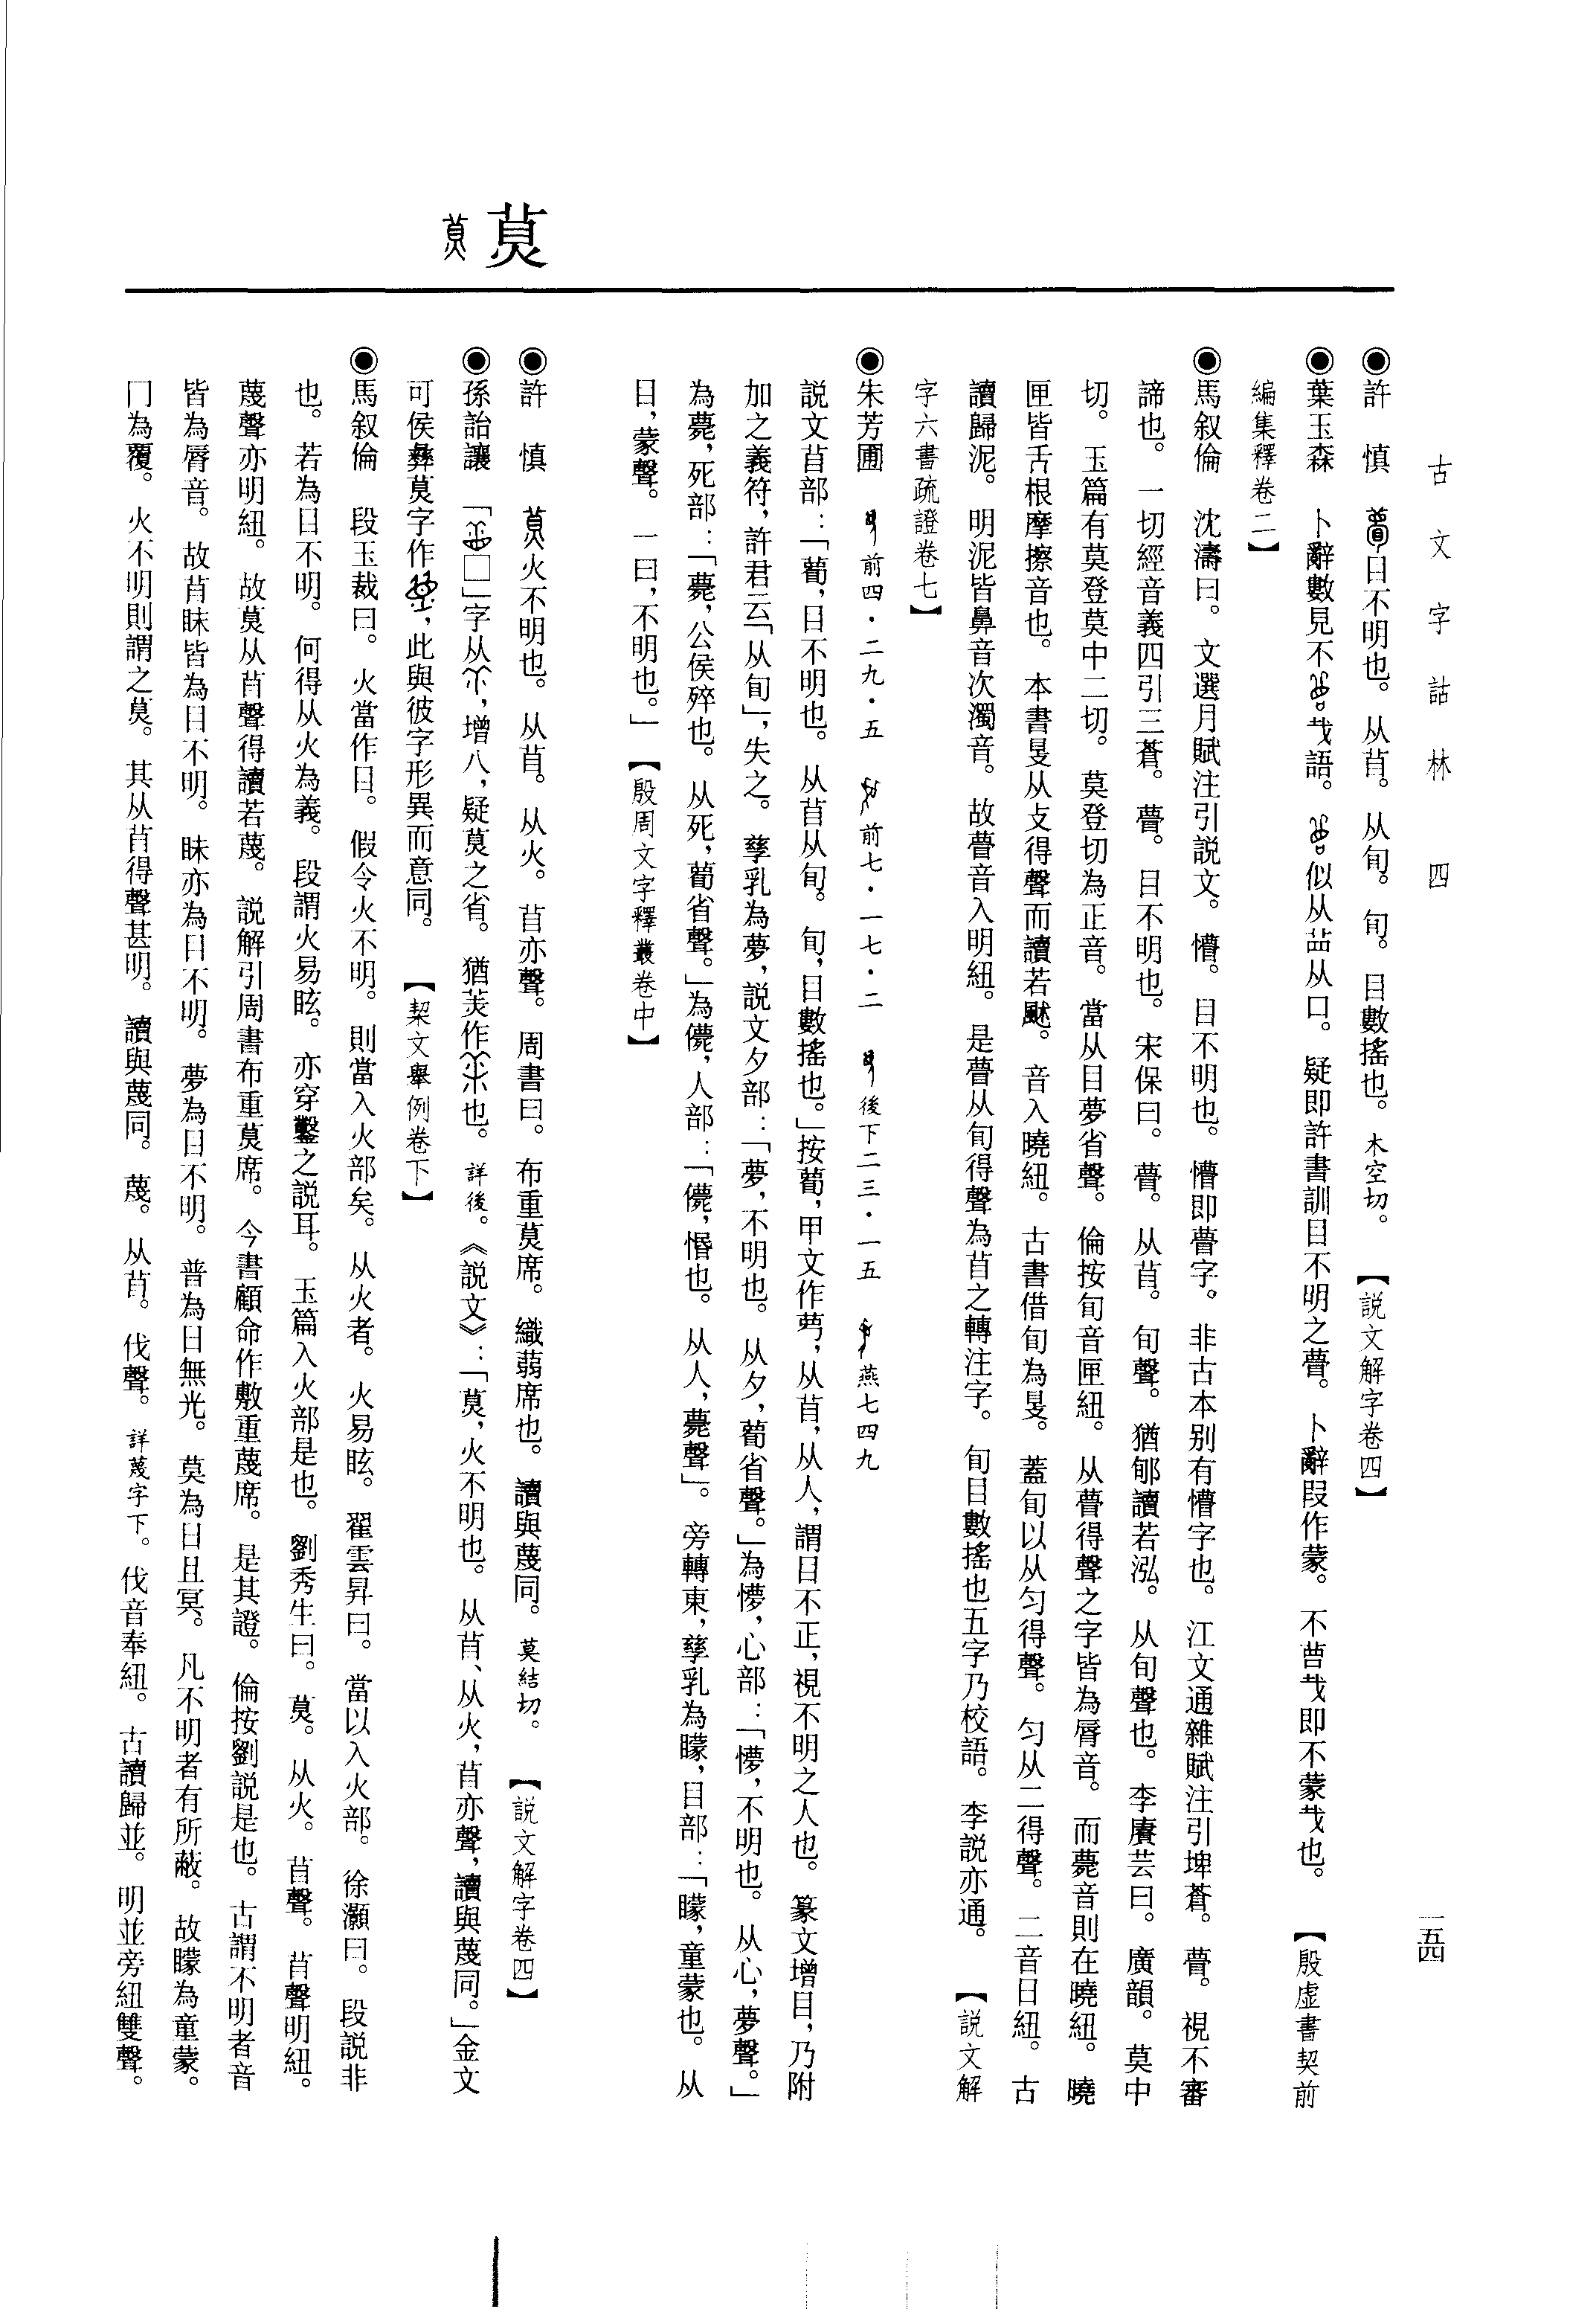 古文字詁林 四
一五四
莧
●許　慎　目不明也。从苜。从旬。旬。目數搖也。木空切。【説文解字卷四】
●葉玉森　卜辭數見不𢦏語。似从𦭝从口。疑即許書訓目不明之瞢。卜辭叚作蒙。不瞢𢦏即不蒙𢦏也。【殷虛書契前
編集釋卷二】
●馬叙倫　沈濤曰。文選月賦注引説文。懵。目不明也。懵即瞢字。非古本别有懵字也。江文通雜賦注引埤蒼。瞢。視不審
諦也。一切經音義四引三蒼。瞢。目不明也。宋保曰。瞢。从苜。旬聲。猶郇讀若泓。从旬聲也。李賡芸曰。廣韻。莫中
切。玉篇有莫登莫中二切。莫登切為正音。當从目夢省聲。倫按旬音匣紐。从瞢得聲之字皆為脣音。而薨音則在曉紐。曉
匣皆舌根摩擦音也。本書𥄎从攴得聲而讀若颰。音入曉紐。古書借旬為𥄎。蓋旬以从勻得聲。勻从二得聲。二音日紐。古
讀歸泥。明泥皆鼻音次濁音。故瞢音入明紐。是瞢从旬得聲為苜之轉注字。旬目數搖也五字乃校語。李説亦通。【説文解
字六書疏證卷七】
●朱芳圃　前四・二九・五　前七・一七・二　後下二三・一五　燕七四九
説文苜部：「瞢，目不明也。从苜从旬。旬，目數搖也。」按瞢，甲文作，从苜，从人，謂目不正，視不明之人也。篆文增目，乃附
加之義符，許君云「从旬」，失之。孳乳為夢，説文夕部：「夢，不明也。从夕，瞢省聲。」為懜，心部：「懜，不明也。从心，夢聲。」
為薨，死部：「薨，公侯殚也。从死，瞢省聲。」為儚，人部：「儚，惛也。从人，薨聲」。旁轉東，孳乳為矇，目部：「矇，童蒙也。从
目，蒙聲。一曰，不明也。」【殷周文字釋叢卷中】
●許　慎　火不明也。从苜。从火。苜亦聲。周書曰。布重莧席。織蒻席也。讀與蔑同。莫結切。【説文解字卷四】
●孫詒讓　「□」字从，增八，疑莧之省。猶芺作也。詳後。《説文》：「莧，火不明也。从苜、从火，苜亦聲，讀與蔑同。」金文
可侯彝莧字作，此與彼字形異而意同。【契文舉例卷下】
●馬叙倫　段玉裁曰。火當作目。假令火不明。則當入火部矣。从火者。火易眩。翟雲昇曰。當以入火部。徐灝曰。段説非
也。若為目不明。何得从火為義。段謂火易眩。亦穿鑿之説耳。玉篇入火部是也。劉秀生曰。莧。从火。苜聲。苜聲明紐。
蔑聲亦明紐。故莧从苜聲得讀若蔑。説解引周書布重莧席。今書顧命作敷重蔑席。是其證。倫按劉説是也。古謂不明者音
皆為脣音。故苜眛皆為目不明。昧亦為日不明。夢為目不明。普為日無光。莫為日且冥。凡不明者有所蔽。故矇為童蒙。
冂為覆。火不明則謂之莧。其从苜得聲甚明。讀與蔑同。蔑。从苜。伐聲。詳蔑字下。伐音奉紐。古讀歸並。明並旁紐雙聲。